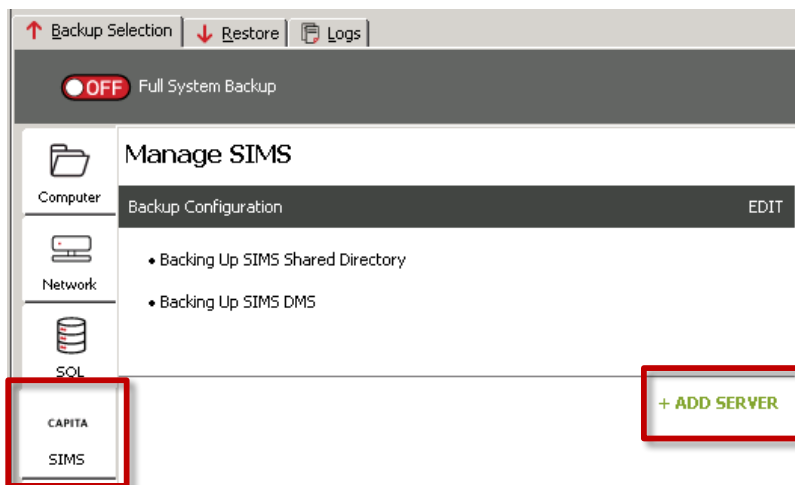 Backup Selection Restore Logs
OFF Full System Backup
Manage SIMS
Computer
Backup Configuration EDIT
• Backing Up SIMS Shared Directory
Network
• Backing Up SIMS DMS
SQL
+ ADD SERVER
CAPITA
SIMS